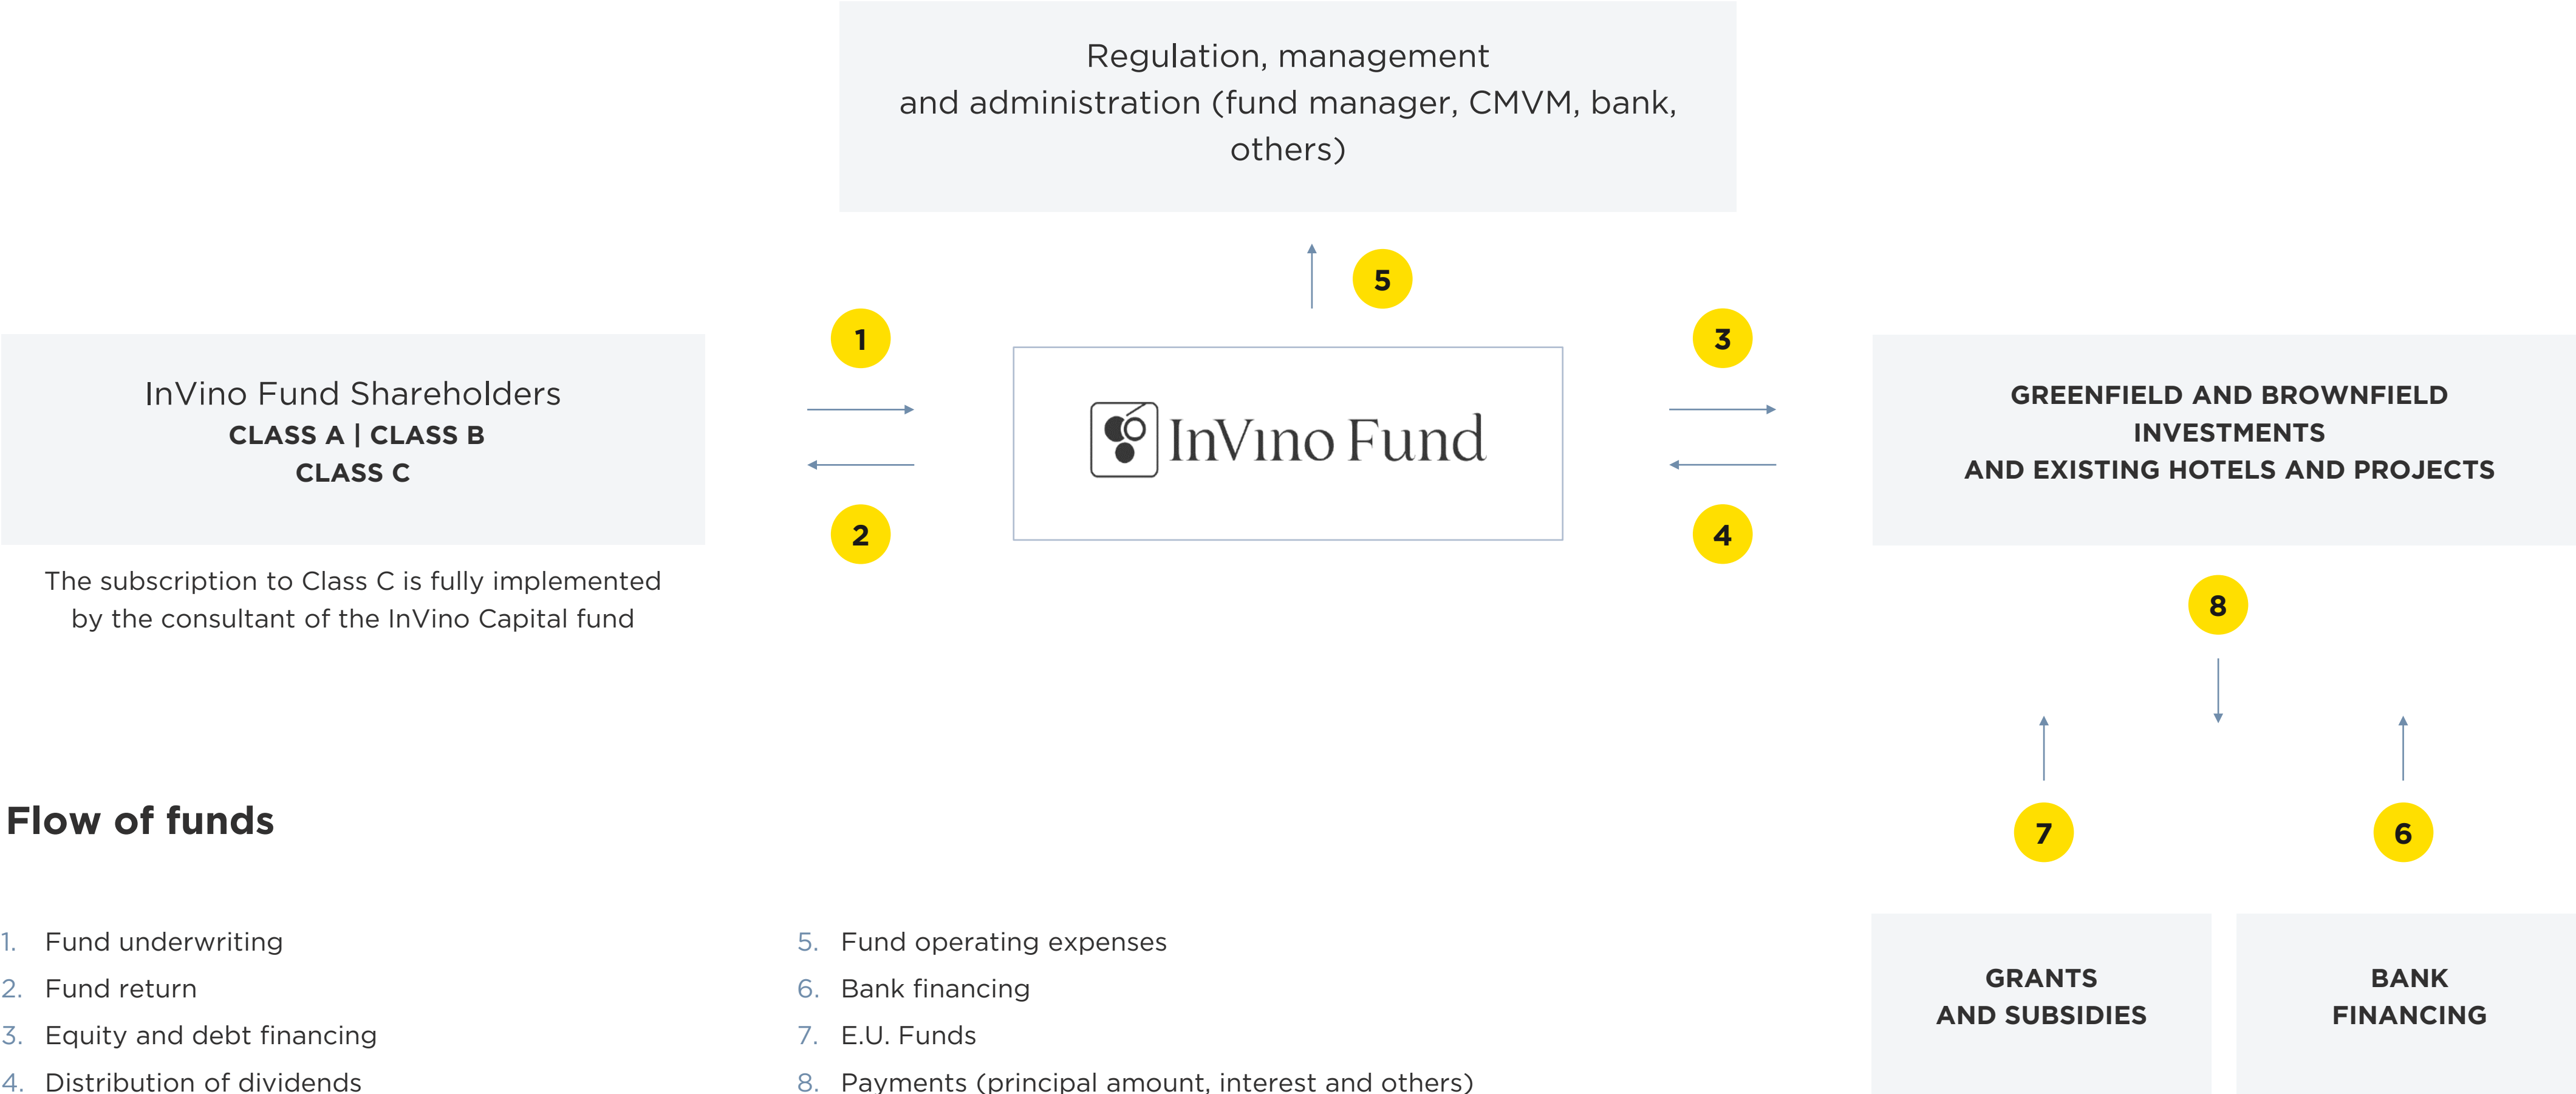 Regulation, management
and administration (fund manager, CMVM, bank,
others)
5
1
3
InVino Fund Shareholders
CLASS A | CLASS B
CLASS C
InVino Fund
GREENFIELD AND BROWNFIELD
INVESTMENTS
AND EXISTING HOTELS AND PROJECTS
2
4
The subscription to Class C is fully implemented
by the consultant of the InVino Capital fund
8
Flow of funds
7
6
1. Fund underwriting
2. Fund return
3. Equity and debt financing
4. Distribution of dividends
5. Fund operating expenses
6. Bank financing
7. E.U. Funds
8. Payments (principal amount, interest and others)
GRANTS
AND SUBSIDIES
BANK
FINANCING